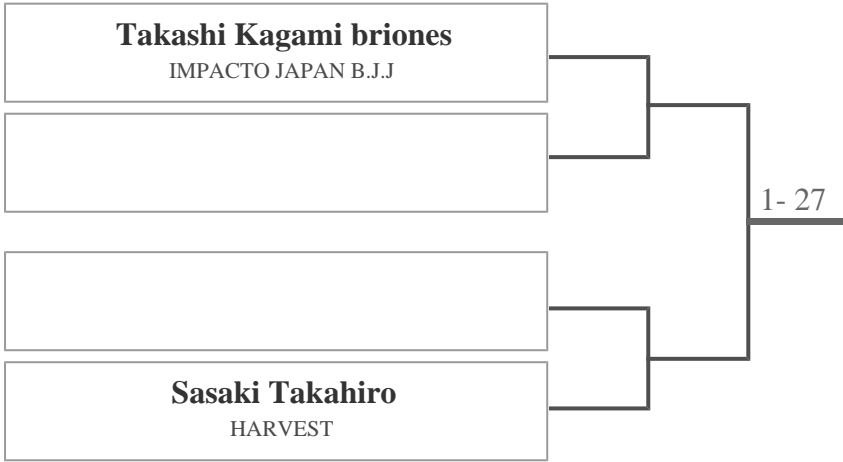 Takashi Kagami briones
IMPACTO JAPAN B.J.J
1- 27
Sasaki Takahiro
HARVEST